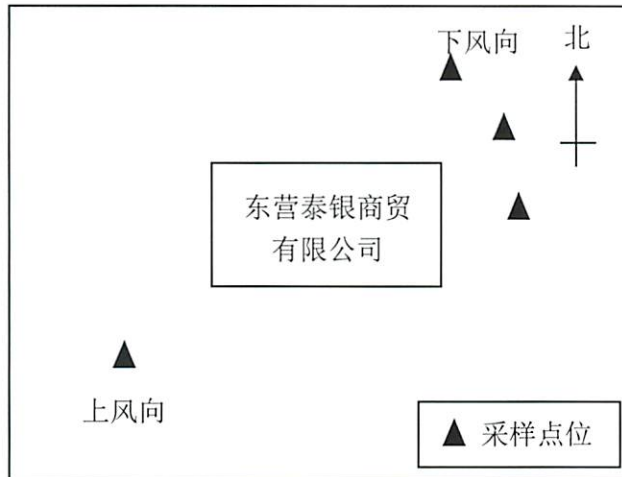 下风向
北
东营泰银商贸
有限公司
上风向
采样点位